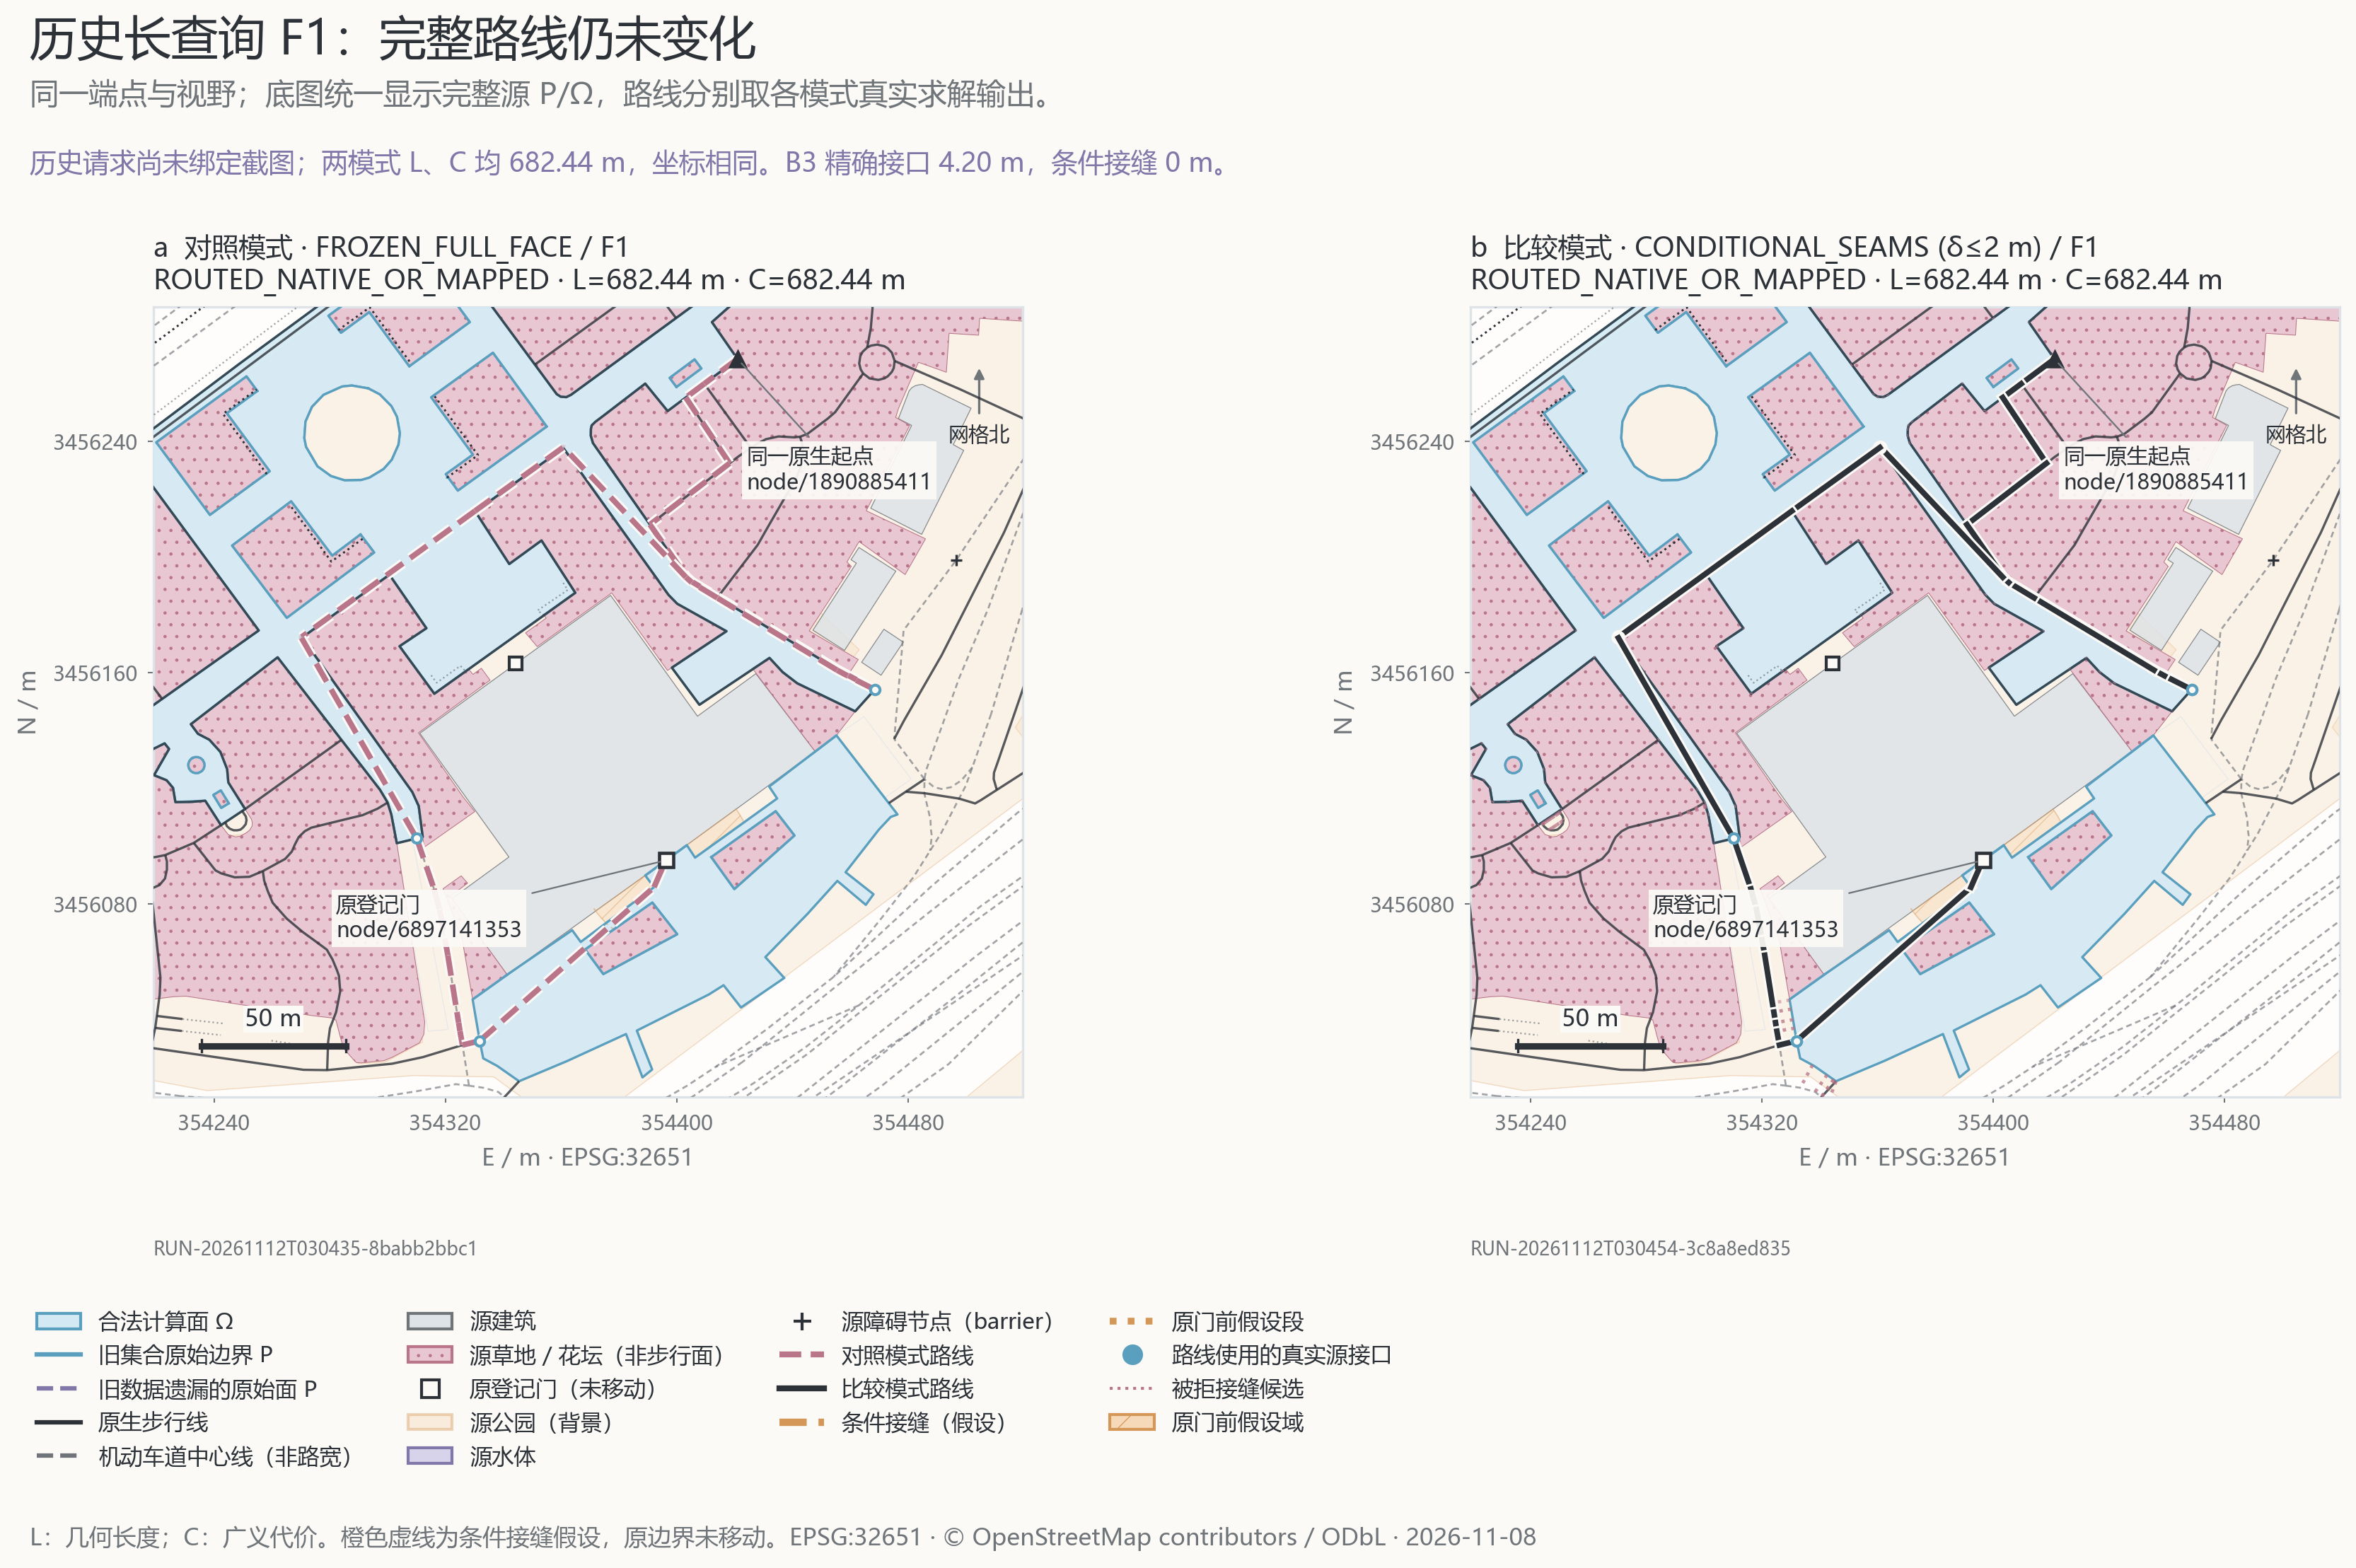 历史长查询 F1：完整路线仍未变化
同一端点与视野；底图统一显示完整源 P/Ω，路线分别取各模式真实求解输出。
历史请求尚未绑定截图；两模式 L、C 均 682.44 m，坐标相同。B3 精确接口 4.20 m，条件接缝 0 m。
a 对照模式 · FROZEN_FULL_FACE / F1
ROUTED_NATIVE_OR_MAPPED · L=682.44 m · C=682.44 m
网格北
同一原生起点
node/1890885411
原登记门
node/6897141353
50 m
3456240
3456160
3456080
N / m
354240
354320
354400
354480
E / m · EPSG:32651
RUN-20261112T030435-8babb2bbc1
b 比较模式 · CONDITIONAL_SEAMS (δ≤2 m) / F1
ROUTED_NATIVE_OR_MAPPED · L=682.44 m · C=682.44 m
网格北
同一原生起点
node/1890885411
原登记门
node/6897141353
50 m
3456240
3456160
3456080
N / m
354240
354320
354400
354480
E / m · EPSG:32651
RUN-20261112T030454-3c8a8ed835
合法计算面 Ω
旧集合原始边界 P
旧数据遗漏的原始面 P
原生步行线
机动车道中心线（非路宽）
源建筑
源草地 / 花坛（非步行面）
原登记门（未移动）
源公园（背景）
源水体
源障碍节点（barrier）
对照模式路线
比较模式路线
条件接缝（假设）
原门前假设段
路线使用的真实源接口
被拒接缝候选
原门前假设域
L：几何长度；C：广义代价。橙色虚线为条件接缝假设，原边界未移动。EPSG:32651 · © OpenStreetMap contributors / ODbL · 2026-11-08